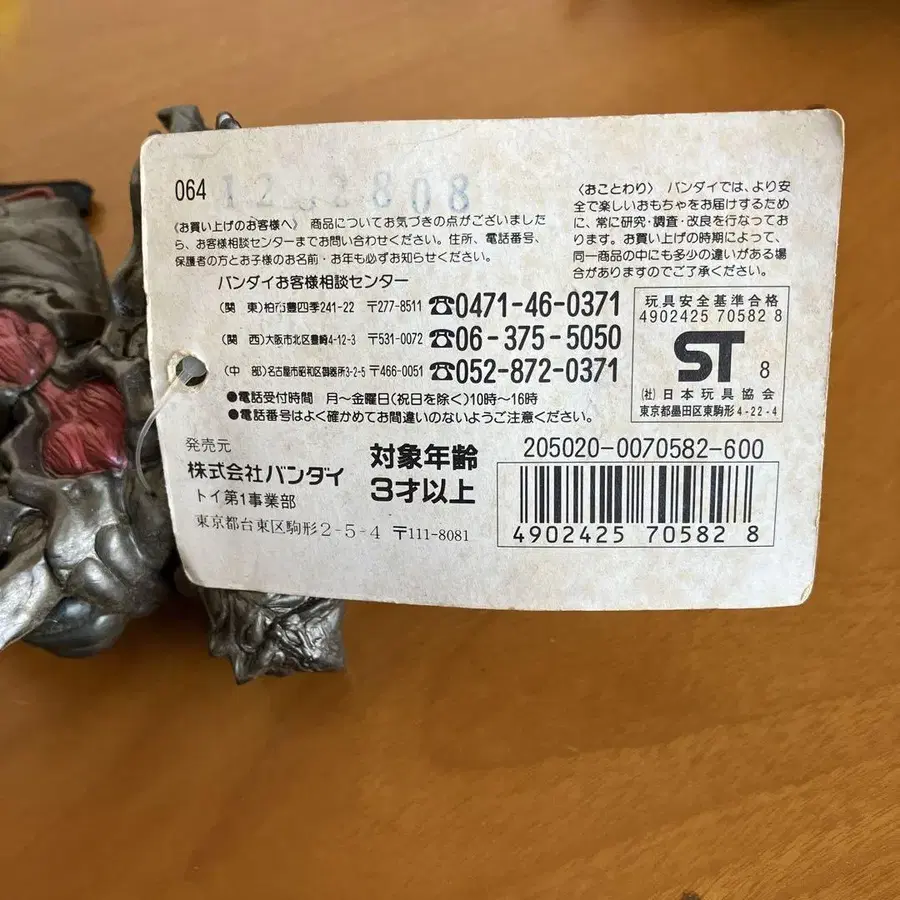 064
《お買い上げのお客様へ》 商品についてお気づきの点がございました
ら、お客様相談センターまでお問い合わせください。住所、電話番号、
保護者の方とお子様のお名前・お年も必ずお知らせください。
バンダイお客様相談センター
(関 東)柏市豊四季241-22 〒277-8511 ☎0471-46-0371
(関 西)大阪市北区豊崎4-12-3 〒531-0072 ☎06-375-5050
(中 部)名古屋市昭和区御器所3-2-5 〒466-0051 ☎052-872-0371
●電話受付時間 月〜金曜日(祝日を除く)10時〜16時
●電話番号はよく確かめてお間違いのないようご注意ください。
《おことわり》 バンダイでは、より安
全で楽しいおもちゃをお届けするため
に、常に研究・調査・改良を行なってお
ります。お買い上げの時期によって、
同一商品の中にも多少の違いがある場
合がありますのでご了承ください。
玩具安全基準合格
4902425 70582 8
ST 8
(社)日本玩具協会
東京都墨田区東駒形4-22-4
発売元
株式会社バンダイ
トイ第1事業部
東京都台東区駒形2-5-4 〒111-8081
対象年齢
3才以上
205020-0070582-600
4902425 70582 8